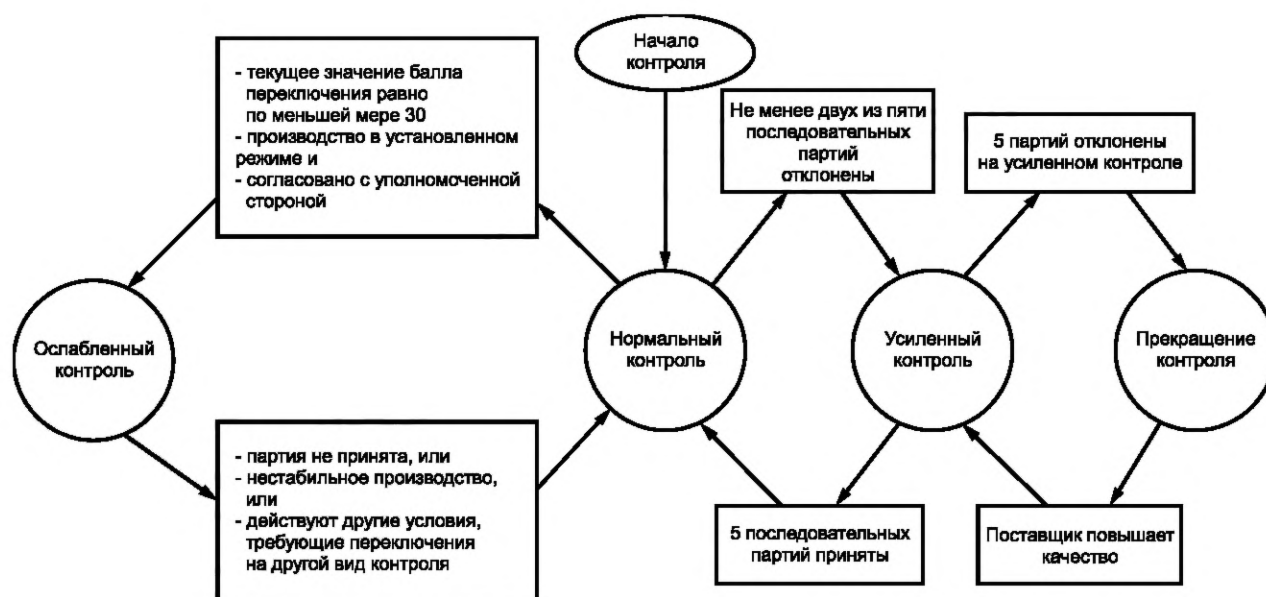 Начало
контроля
- текущее значение балла
переключения равно
по меньшей мере 30
- производство в установленном
режиме и
- согласовано с уполномоченной
стороной
Не менее двух из пяти
последовательных
партий
отклонены
5 партий отклонены
на усиленном контроле
Ослабленный
контроль
Нормальный
контроль
Усиленный
контроль
Прекращение
контроля
- партия не принята, или
- нестабильное производство,
или
- действуют другие условия,
требующие переключения
на другой вид контроля
5 последовательных
партий приняты
Поставщик повышает
качество